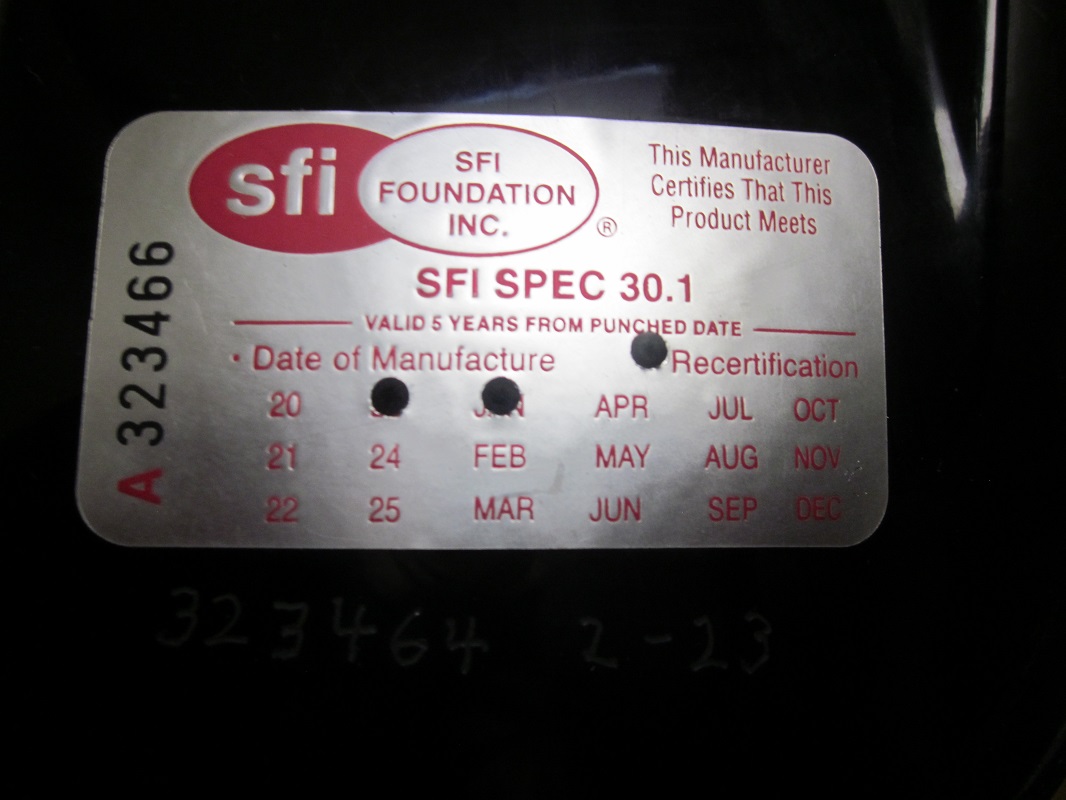 sfi
SFI
FOUNDATION
INC.
®
This Manufacturer
Certifies That This
Product Meets
A 323466
SFI SPEC 30.1
VALID 5 YEARS FROM PUNCHED DATE
• Date of Manufacture
Recertification
20 JAN APR JUL OCT
21 24 FEB MAY AUG NOV
22 25 MAR JUN SEP DEC
323464 2-23